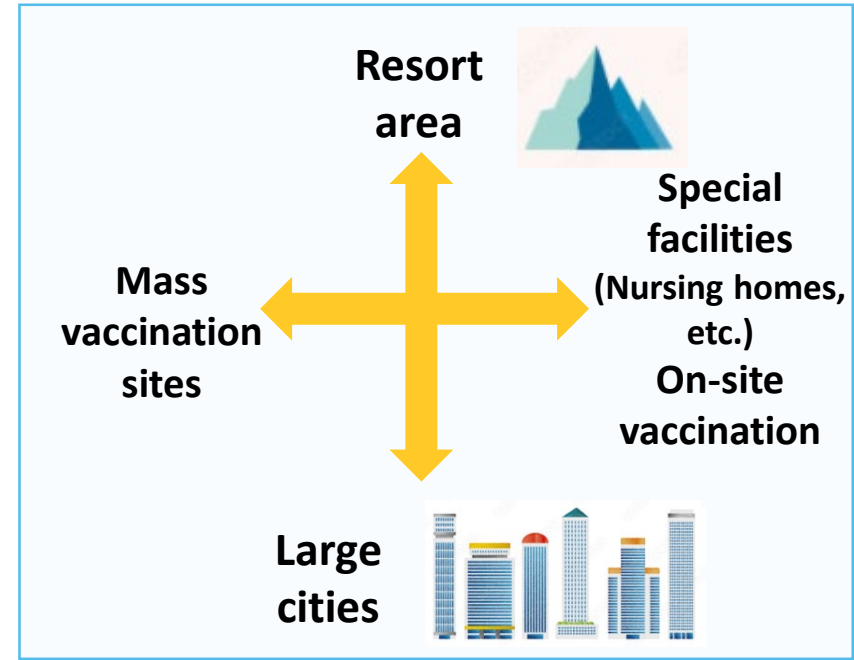 Resort
area
Special
facilities
(Nursing homes,
etc.)
On-site
vaccination
Mass
vaccination
sites
Large
cities